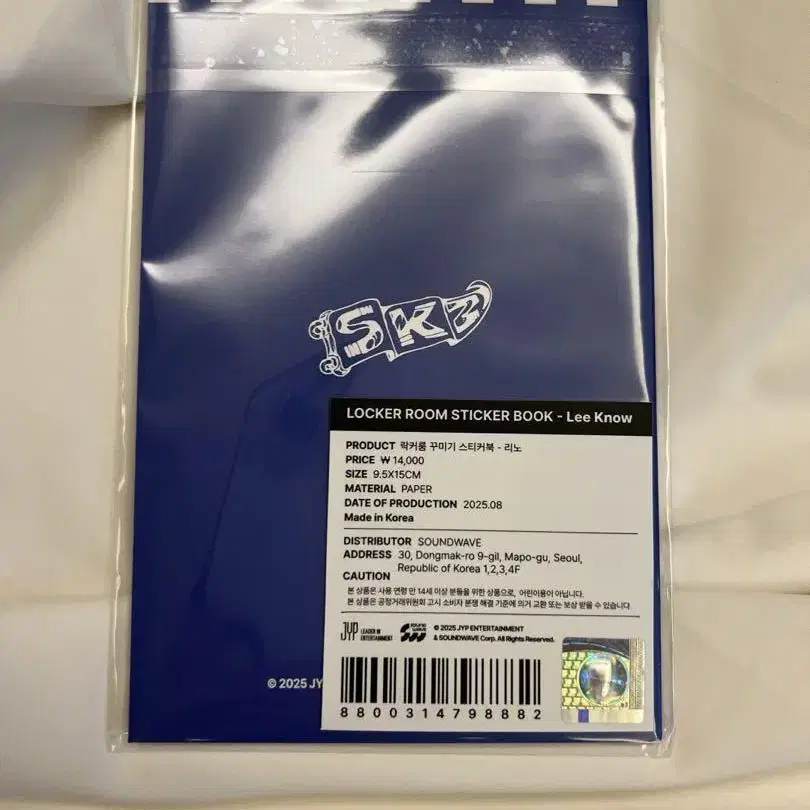 SKZ
LOCKER ROOM STICKER BOOK - Lee Know
PRODUCT 락커룸 꾸미기 스티커북 - 리노
PRICE ₩ 14,000
SIZE 9.5X15CM
MATERIAL PAPER
DATE OF PRODUCTION 2025.08
Made in Korea
DISTRIBUTOR SOUNDWAVE
ADDRESS 30, Dongmak-ro 9-gil, Mapo-gu, Seoul,
Republic of Korea 1,2,3,4F
CAUTION
본 상품은 사용 연령 만 14세 이상 분들을 위한 상품으로, 어린이용이 아닙니다.
본 상품은 공정거래위원회 고시 소비자 분쟁 해결 기준에 의거 교환 또는 보상 받을 수 있습니다.
JYP LEADER IN ENTERTAINMENT sound wave © 2025 JYP ENTERTAINMENT
& SOUNDWAVE Corp. All Rights Reserved.
© 2025 JY
8800314798882